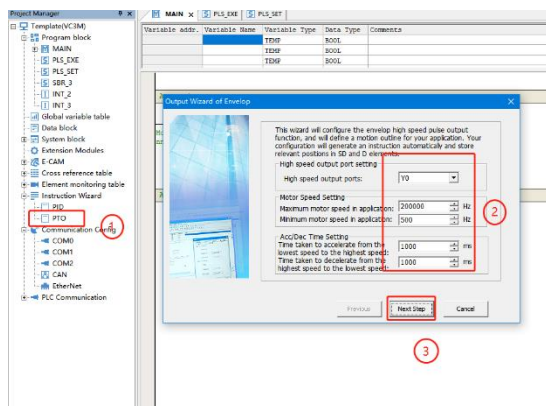 Project Manager
MAIN
PLS_EXE
PLS_SET
Template(VC3M)
Program block
MAIN
PLS_EXE
PLS_SET
SBR_3
INT_2
INT_3
Global variable table
Data block
System block
Extension Modules
E-CAM
Cross reference table
Element monitoring table
Instruction Wizard
PID
PTO
Communication Config
COM0
COM1
COM2
CAN
EtherNet
PLC Communication
Variable addr. Variable Name Variable Type Data Type Comments
TEMP BOOL
TEMP BOOL
TEMP BOOL
Output Wizard of Envelop
This wizard will configure the envelop high speed pulse output
function, and will define a motion outline for your application. Your
configuration will generate an instruction automatically and store
relevant positions in SD and D elements.
High speed output port setting
High speed output ports: Y0
Motor Speed Setting
Maximum motor speed in application: 200000 Hz
Minimum motor speed in application: 500 Hz
Acc/Dec Time Setting
Time taken to accelerate from the
lowest speed to the highest speed: 1000 ms
Time taken to decelerate from the
highest speed to the lowest speed: 1000 ms
Previous Next Step Cancel
1
2
3